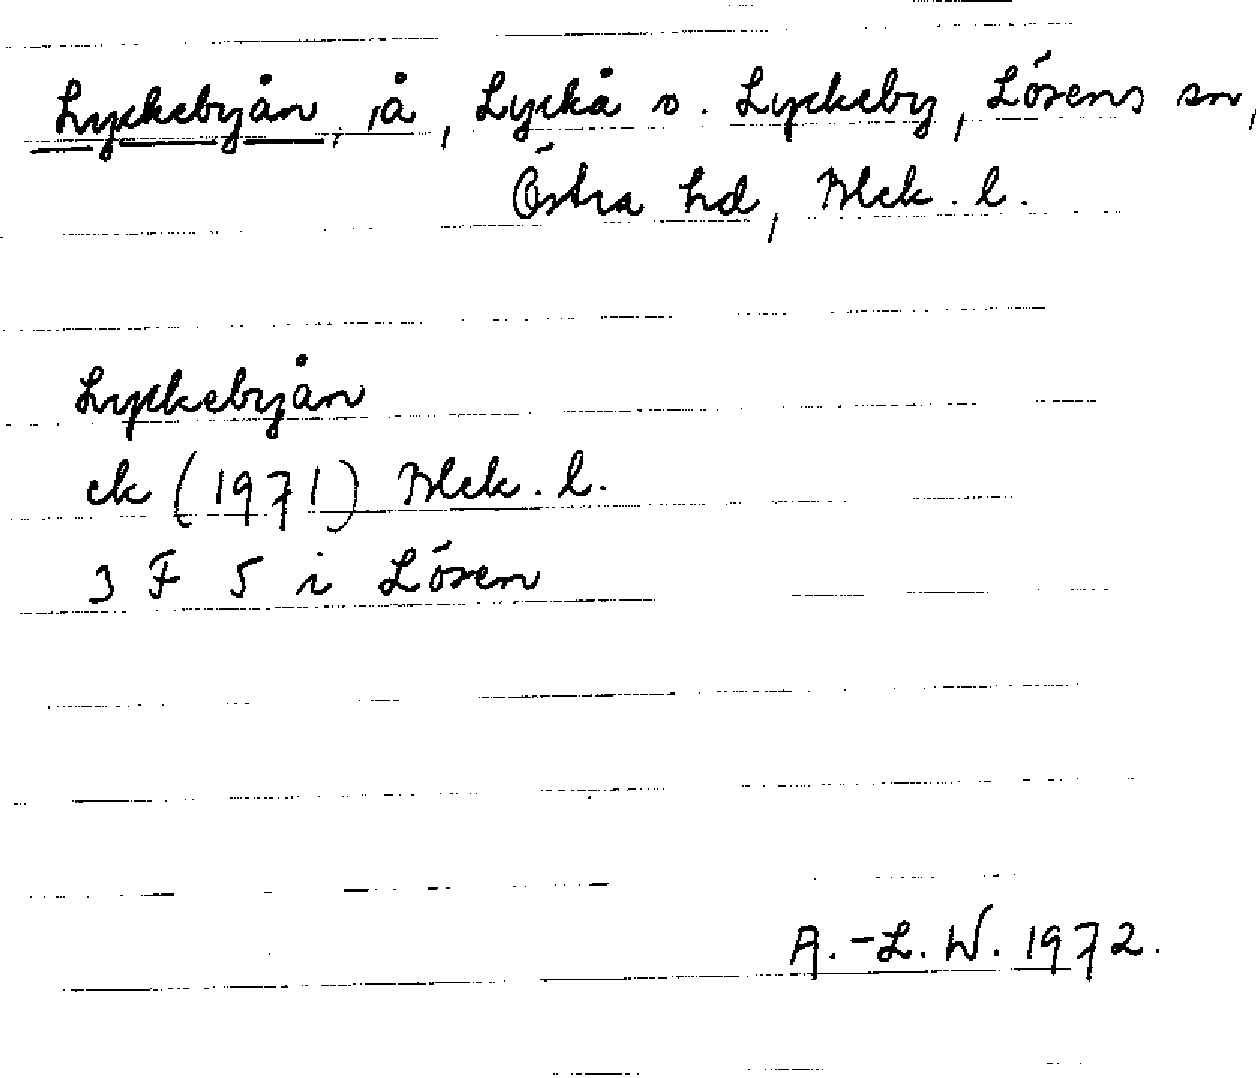 Lyckebyån, å, Lyckå o. Lyckeby, Lösens sn,
Östra hd, Blek. l.
Lyckebyån
ek (1971) Blek. l.
3 F 5 i Lösen
A.-L. W. 1972.